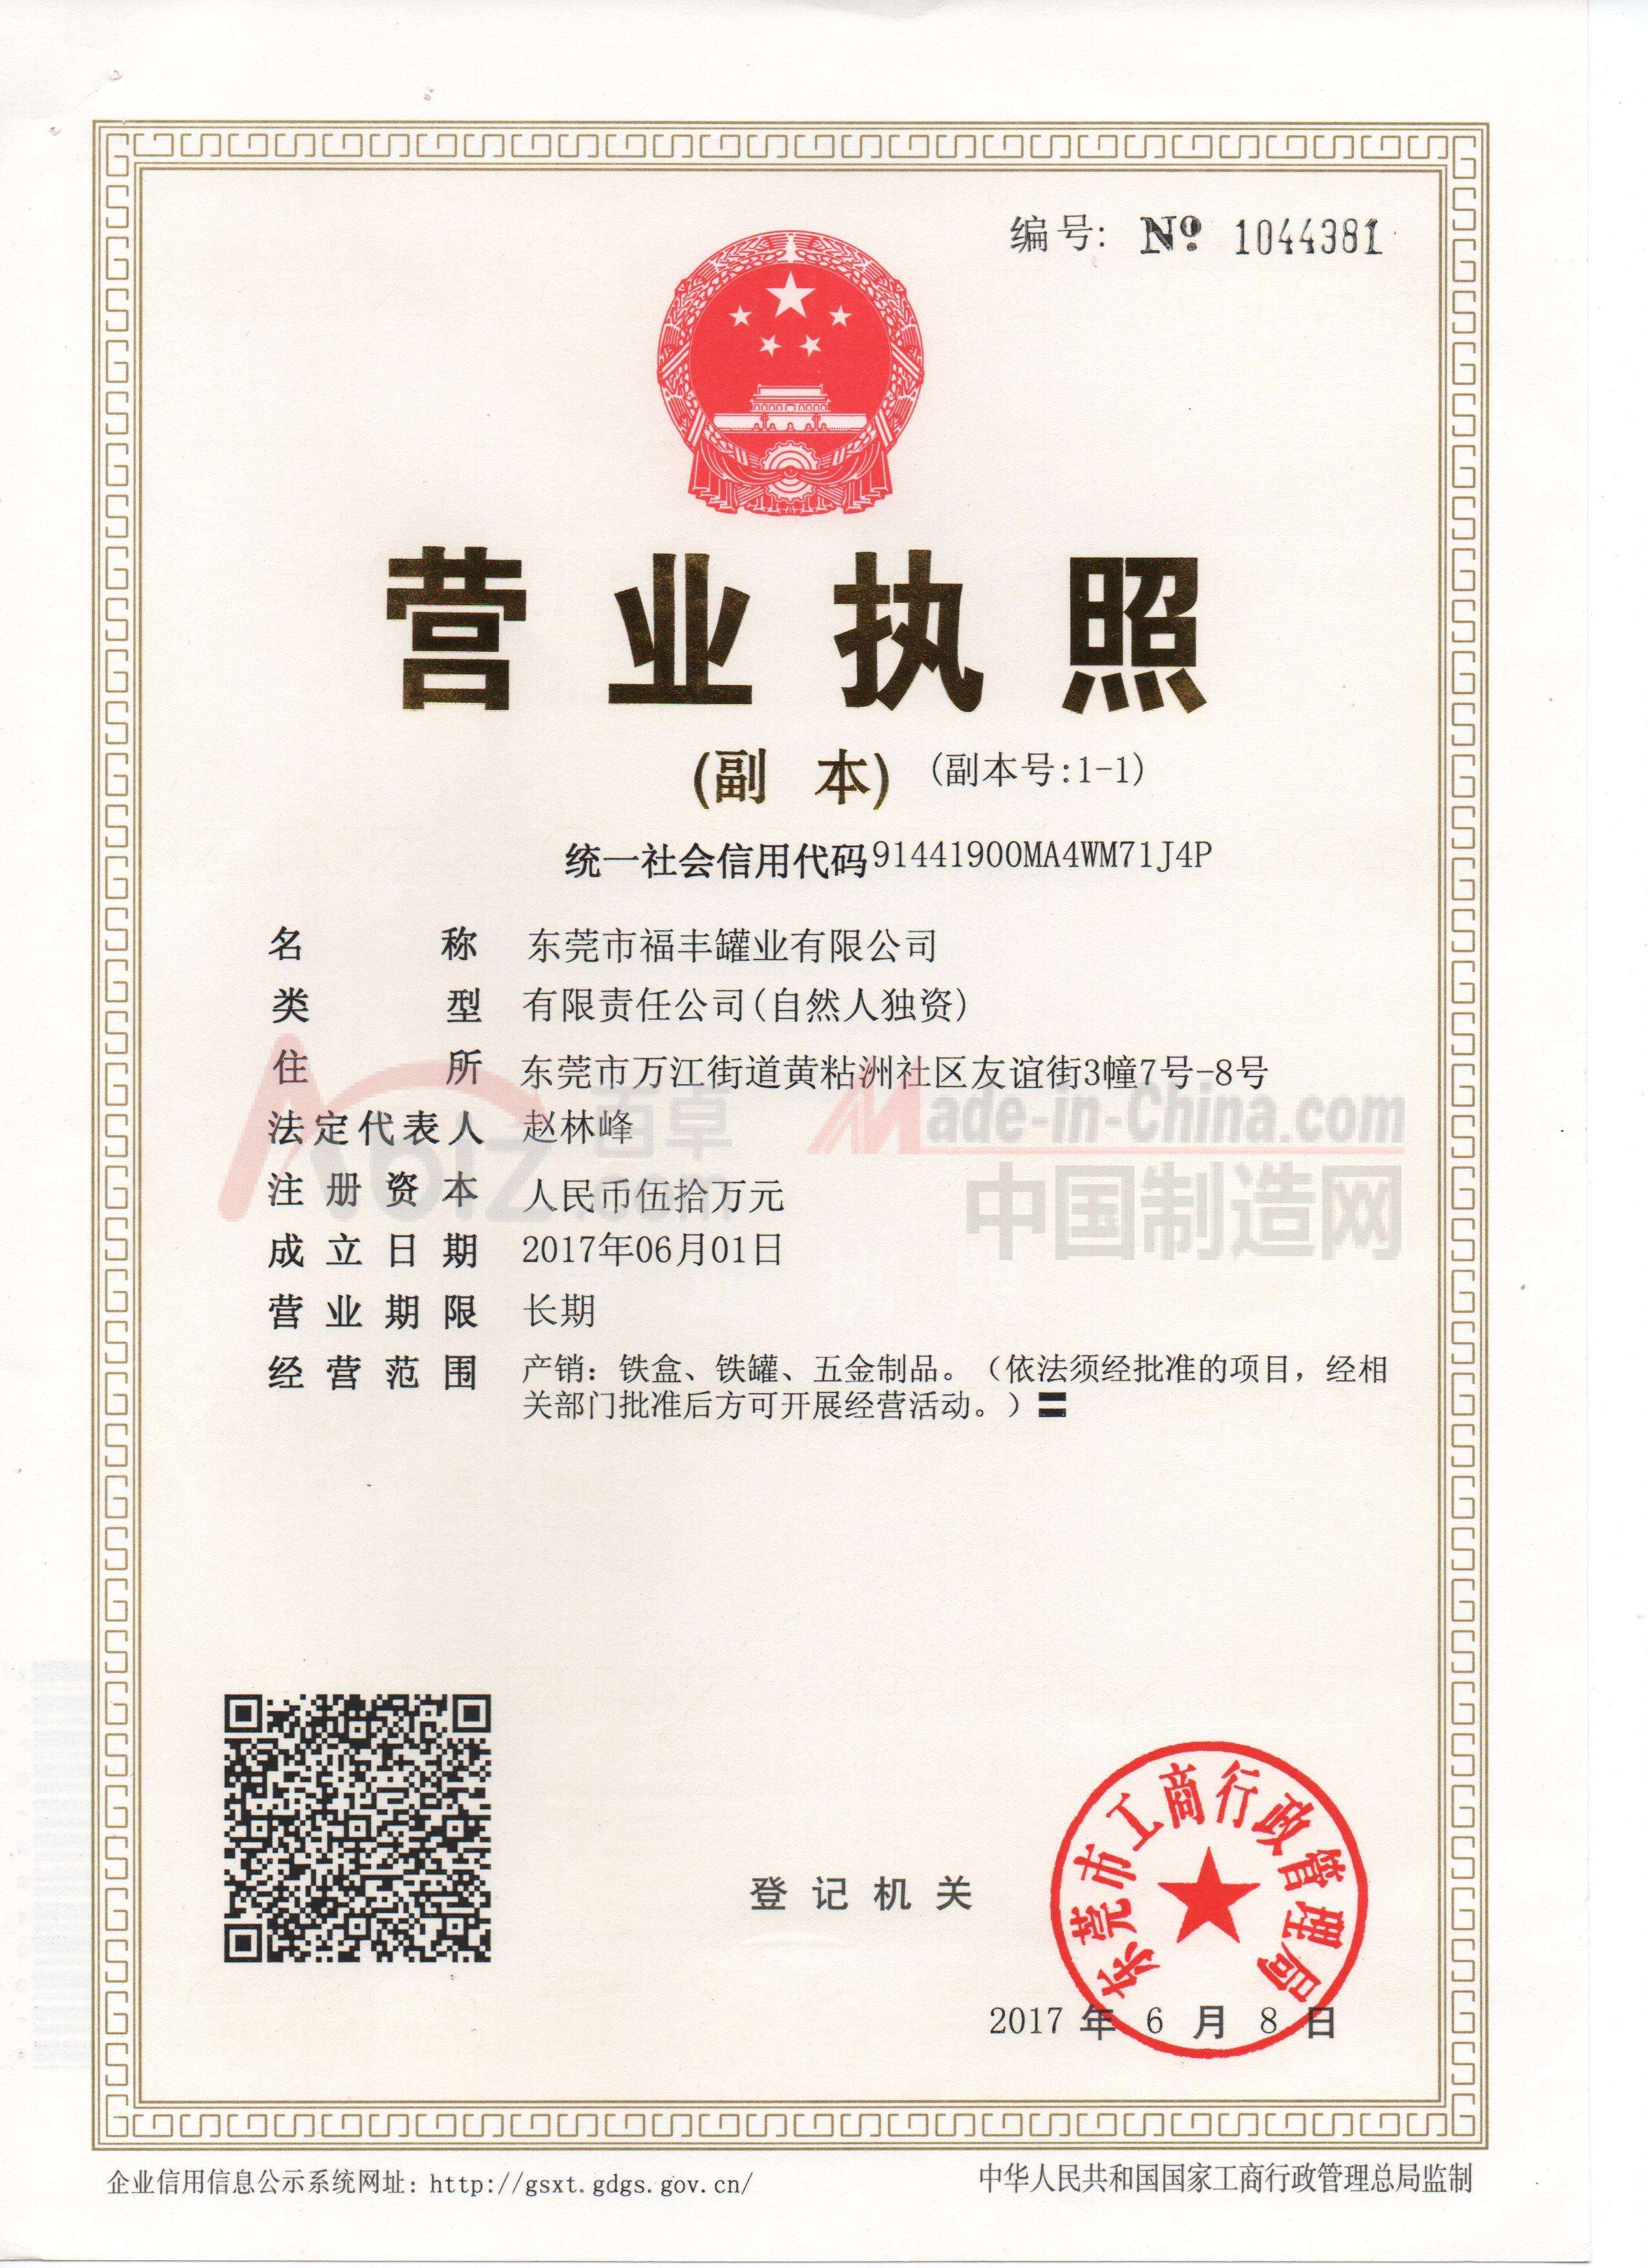 编号: № 1044381
营业执照
(副 本) (副本号:1-1)
统一社会信用代码91441900MA4WM71J4P
名 称 东莞市福丰罐业有限公司
类 型 有限责任公司(自然人独资)
住 所 东莞市万江街道黄粘洲社区友谊街3幢7号-8号
法定代表人 赵林峰
注册资本 人民币伍拾万元
成立日期 2017年06月01日
营业期限 长期
经营范围 产销：铁盒、铁罐、五金制品。（依法须经批准的项目，经相
关部门批准后方可开展经营活动。）
Abiz 百卓 .com
Made-in-China.com
中国制造网
登记机关
东莞市工商行政管理局
2017 年 6 月 8 日
企业信用信息公示系统网址: http://gsxt.gdgs.gov.cn/
中华人民共和国国家工商行政管理总局监制